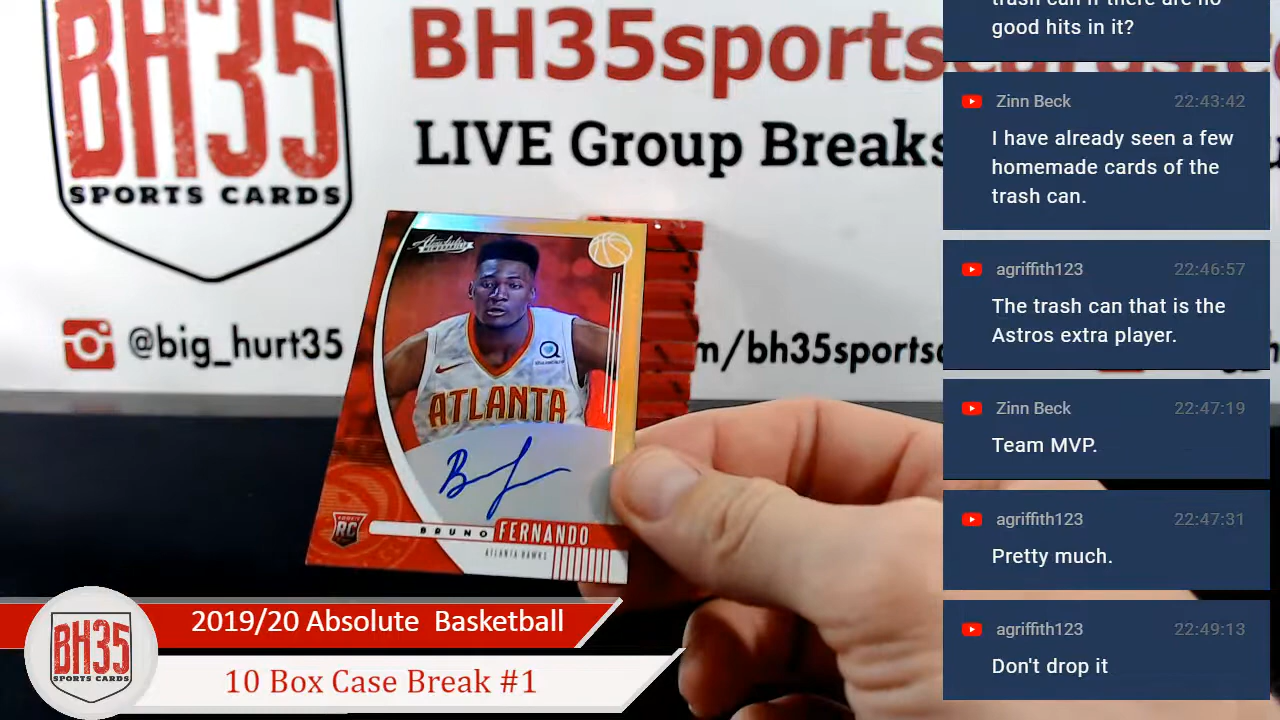 BH35
SPORTS CARDS
BH35sports
LIVE Group Breaks
@big_hurt35
m/bh35sports
Absolute
ATLANTA
RC
BRUNO FERNANDO
ATLANTA HAWKS
BH35
SPORTS CARDS
2019/20 Absolute Basketball
10 Box Case Break #1
good hits in it?
Zinn Beck 22:43:42
I have already seen a few
homemade cards of the
trash can.
agriffith123 22:46:57
The trash can that is the
Astros extra player.
Zinn Beck 22:47:19
Team MVP.
agriffith123 22:47:31
Pretty much.
agriffith123 22:49:13
Don't drop it